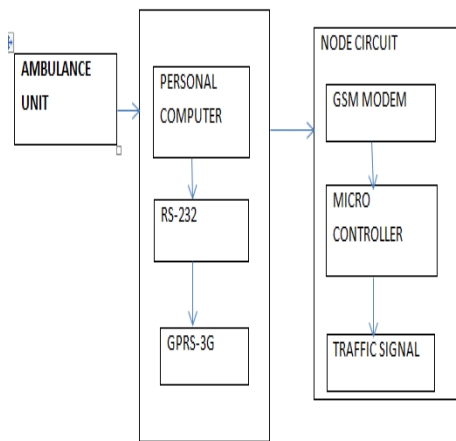 AMBULANCE
UNIT
PERSONAL
COMPUTER
RS-232
GPRS-3G
NODE CIRCUIT
GSM MODEM
MICRO
CONTROLLER
TRAFFIC SIGNAL